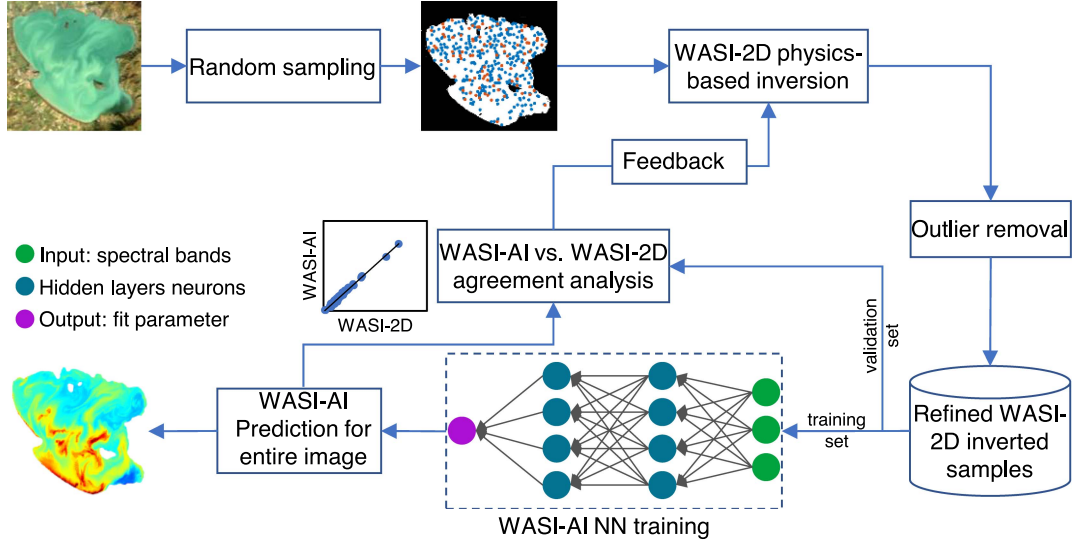 Random sampling
WASI-2D physics-
based inversion
Feedback
Outlier removal
WASI-AI
WASI-2D
WASI-AI vs. WASI-2D
agreement analysis
Input: spectral bands
Hidden layers neurons
Output: fit parameter
validation
set
WASI-AI
Prediction for
entire image
training
set
Refined WASI-
2D inverted
samples
WASI-AI NN training